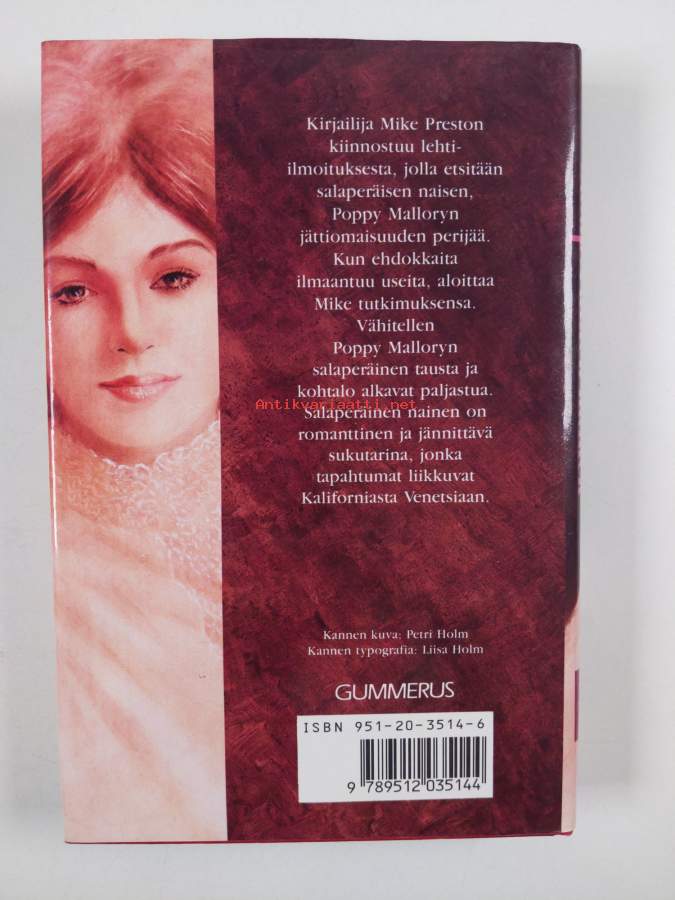 Kirjailija Mike Preston
kiinnostuu lehti-
ilmoituksesta, jolla etsitään
salaperäisen naisen,
Poppy Malloryn
jättiomaisuuden perijää.
Kun ehdokkaita
ilmaantuu useita, aloittaa
Mike tutkimuksensa.
Vähitellen
Poppy Malloryn
salaperäinen tausta ja
kohtalo alkavat paljastua.
Antikvariaatti.net
Salaperäinen nainen on
romanttinen ja jännittävä
sukutarina, jonka
tapahtumat liikkuvat
Kaliforniasta Venetsiaan.
Kannen kuva: Petri Holm
Kannen typografia: Liisa Holm
GUMMERUS
ISBN 951-20-3514-6
9 789512 035144